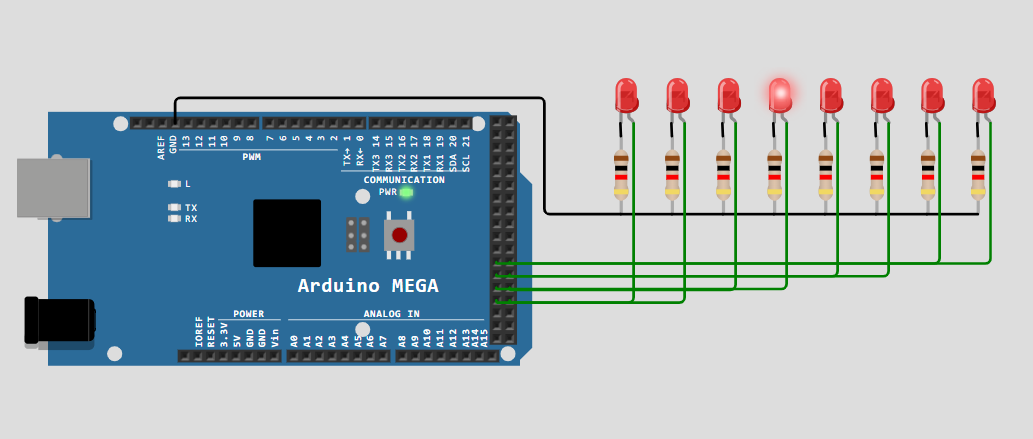 AREF
GND
13
12
11
10
9
8
7
6
5
4
3
2
TX→ 1
RX← 0
TX3 14
RX3 15
TX2 16
RX2 17
TX1 18
RX1 19
SDA 20
SCL 21
PWM
COMMUNICATION
PWR
L
TX
RX
Arduino MEGA
POWER
ANALOG IN
IOREF
RESET
3.3V
5V
GND
GND
Vin
A0
A1
A2
A3
A4
A5
A6
A7
A8
A9
A10
A11
A12
A13
A14
A15